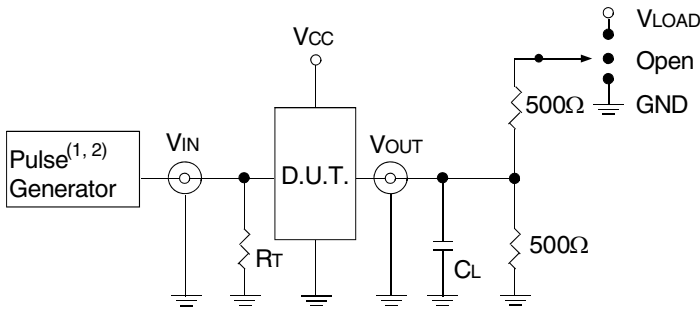 VLOAD
VCC
Open
500Ω
GND
Pulse(1, 2)
Generator
VIN
D.U.T.
VOUT
RT
CL
500Ω